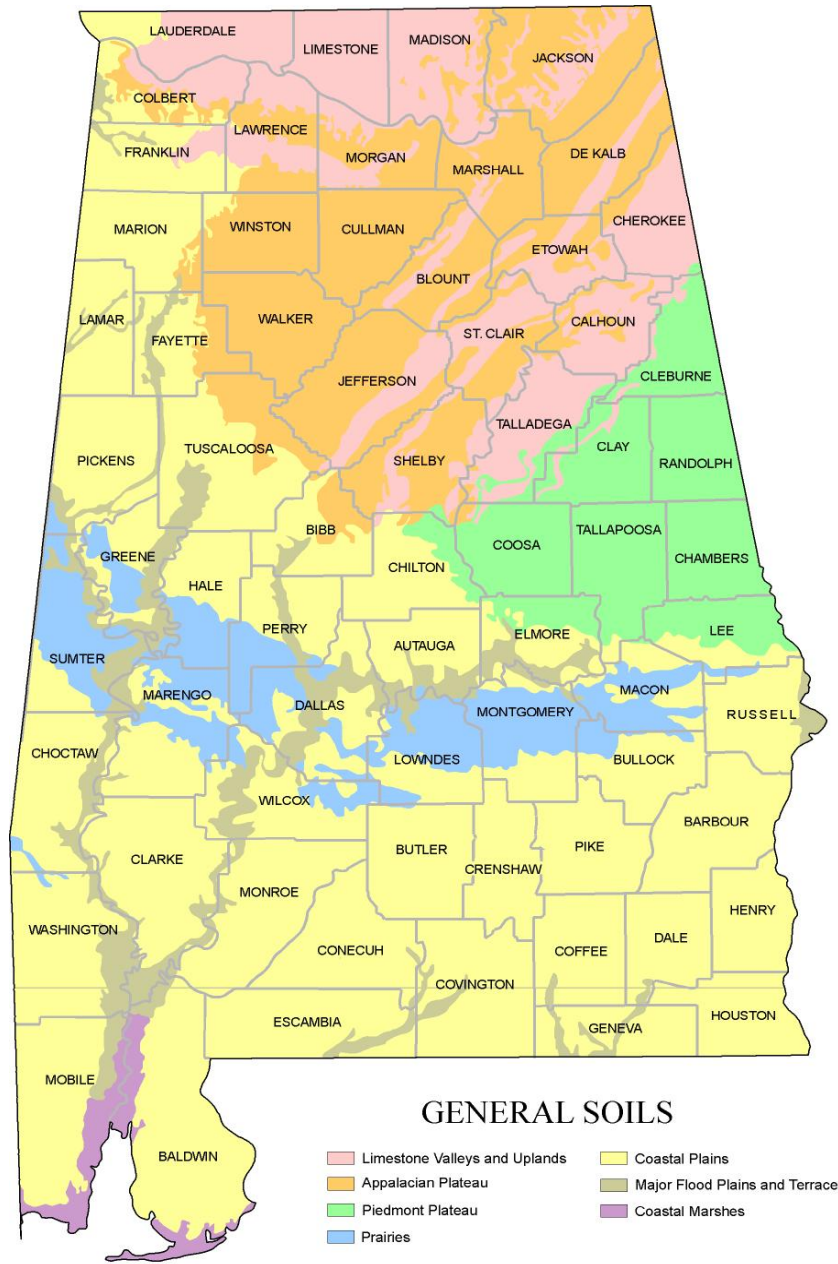 LAUDERDALE
LIMESTONE
MADISON
JACKSON
COLBERT
LAWRENCE
FRANKLIN
MORGAN
MARSHALL
DE KALB
MARION
WINSTON
CULLMAN
CHEROKEE
ETOWAH
BLOUNT
LAMAR
WALKER
FAYETTE
ST. CLAIR
CALHOUN
JEFFERSON
CLEBURNE
TALLADEGA
TUSCALOOSA
CLAY
PICKENS
SHELBY
RANDOLPH
BIBB
TALLAPOOSA
GREENE
COOSA
CHAMBERS
HALE
CHILTON
PERRY
ELMORE
LEE
AUTAUGA
SUMTER
MARENGO
DALLAS
MACON
MONTGOMERY
RUSSELL
CHOCTAW
LOWNDES
BULLOCK
WILCOX
BARBOUR
BUTLER
PIKE
CLARKE
CRENSHAW
MONROE
HENRY
WASHINGTON
CONECUH
COFFEE
DALE
COVINGTON
ESCAMBIA
GENEVA
HOUSTON
MOBILE
BALDWIN
GENERAL SOILS
Limestone Valleys and Uplands
Appalacian Plateau
Piedmont Plateau
Prairies
Coastal Plains
Major Flood Plains and Terrace
Coastal Marshes